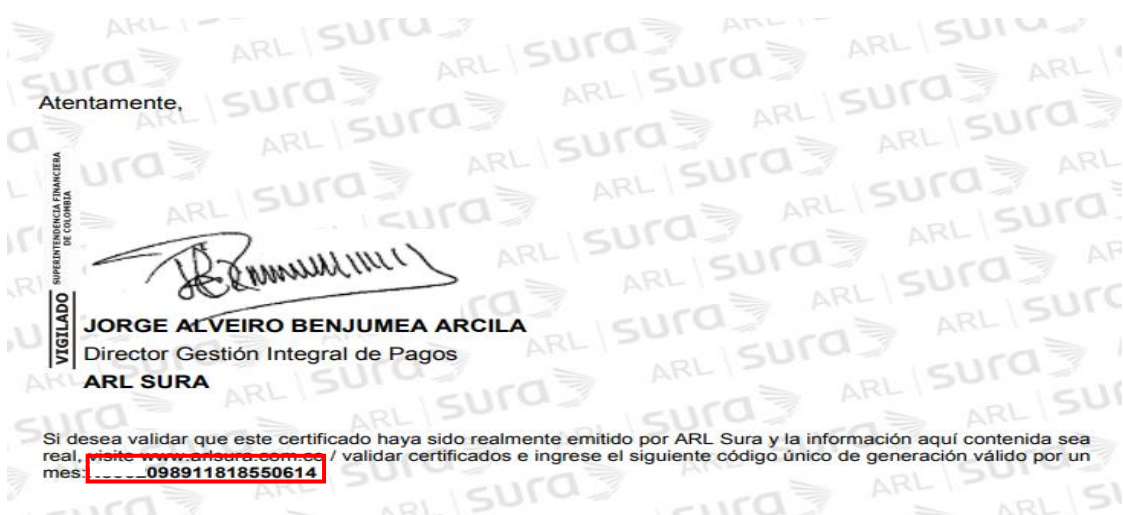 Atentamente,
SUPERINTENDENCIA FINANCIERA
DE COLOMBIA
VIGILADO
JORGE ALVEIRO BENJUMEA ARCILA
Director Gestión Integral de Pagos
ARL SURA
Si desea validar que este certificado haya sido realmente emitido por ARL Sura y la información aquí contenida sea
real, visite www.arlsura.com.co / validar certificados e ingrese el siguiente código único de generación válido por un
mes: 098911818550614
ARL sura